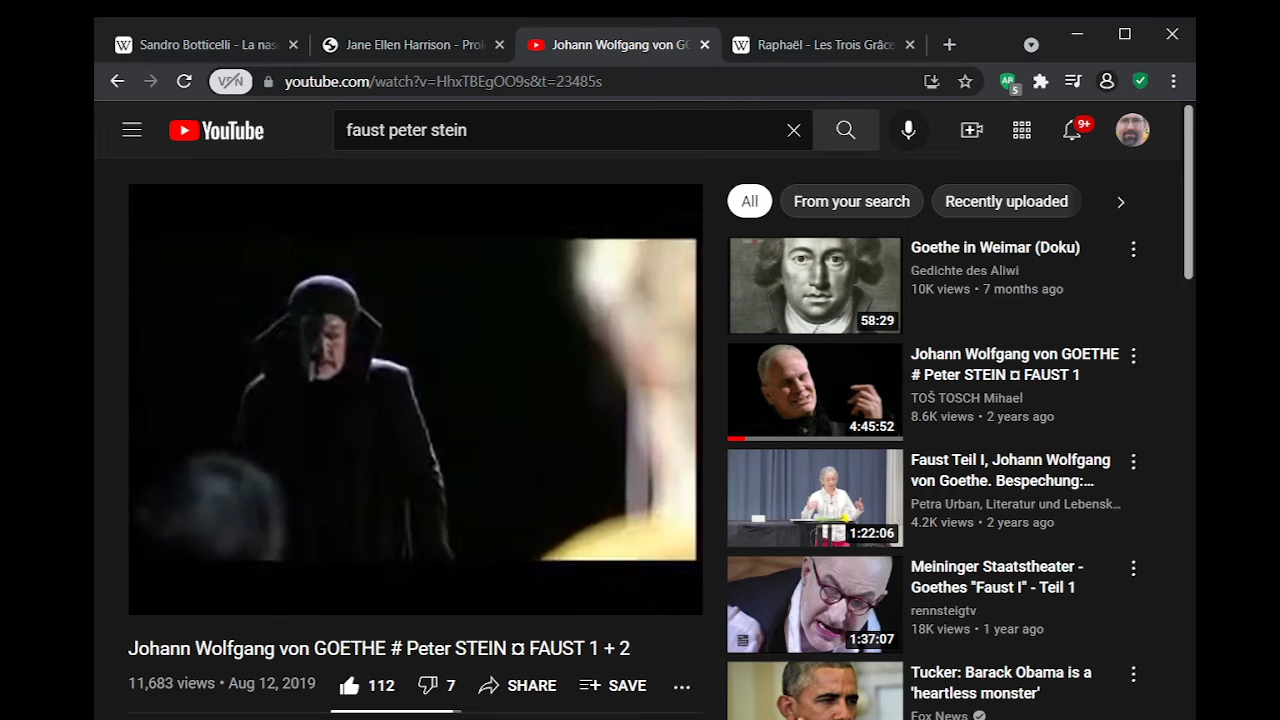 Sandro Botticelli - La nas
Jane Ellen Harrison - Prol
Johann Wolfgang von GO
Raphaël - Les Trois Grâce
VPN
youtube.com/watch?v=HhxTBEgOO9s&t=23485s
5
YouTube
faust peter stein
9+
All
From your search
Recently uploaded
Goethe in Weimar (Doku)
Gedichte des Aliwi
10K views • 7 months ago
58:29
Johann Wolfgang von GOETHE
# Peter STEIN ¤ FAUST 1
TOŠ TOSCH Mihael
8.6K views • 2 years ago
4:45:52
Faust Teil I, Johann Wolfgang
von Goethe. Bespechung:...
Petra Urban, Literatur und Lebensk...
4.2K views • 2 years ago
1:22:06
Meininger Staatstheater -
Goethes "Faust I" - Teil 1
rennsteigtv
18K views • 1 year ago
1:37:07
Tucker: Barack Obama is a
'heartless monster'
Fox News
Johann Wolfgang von GOETHE # Peter STEIN ¤ FAUST 1 + 2
11,683 views • Aug 12, 2019
112
7
SHARE
SAVE